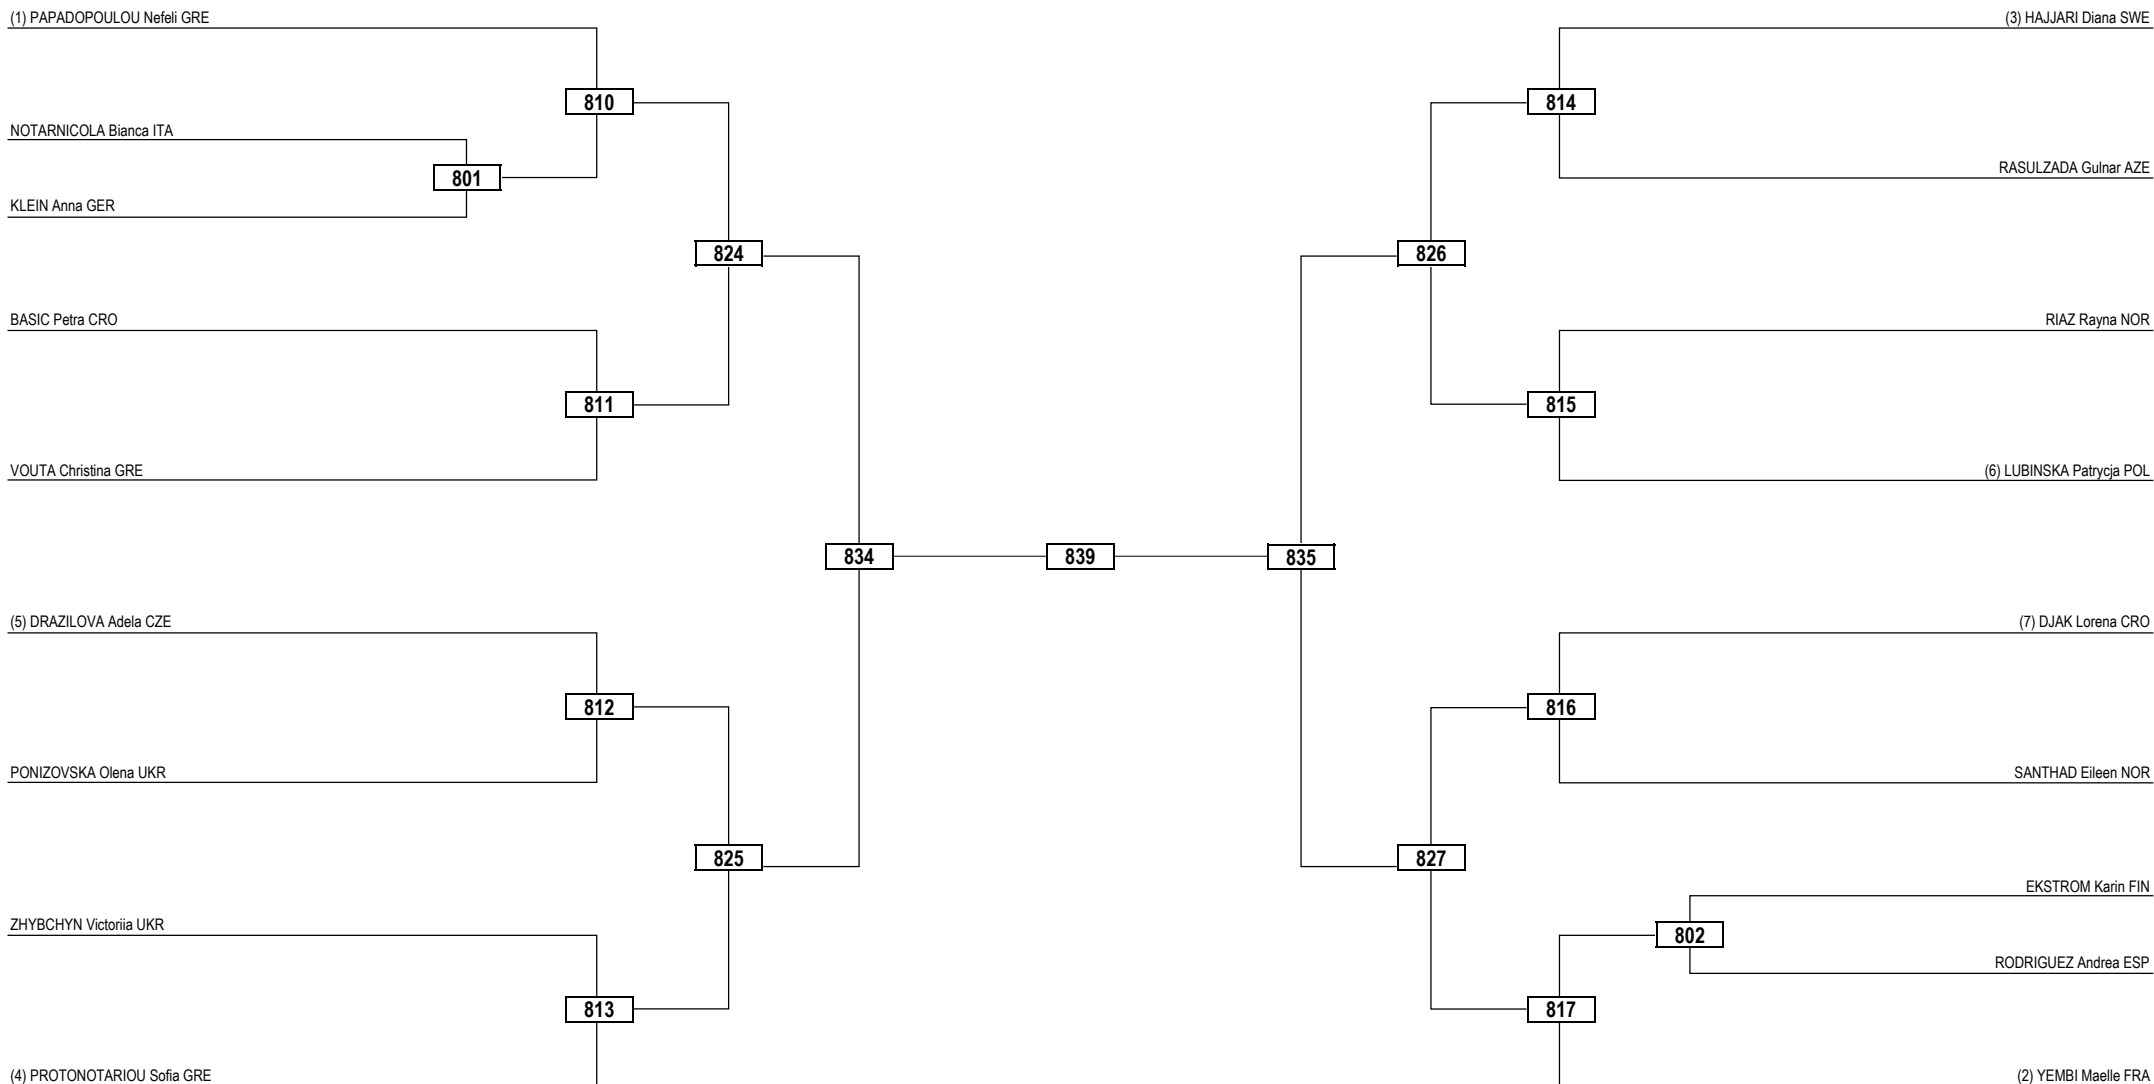 (1) PAPADOPOULOU Nefeli GRE
(3) HAJJARI Diana SWE
810
814
NOTARNICOLA Bianca ITA
801
RASULZADA Gulnar AZE
KLEIN Anna GER
824
826
BASIC Petra CRO
RIAZ Rayna NOR
811
815
VOUTA Christina GRE
(6) LUBINSKA Patrycja POL
834
839
835
(5) DRAZILOVA Adela CZE
(7) DJAK Lorena CRO
812
816
PONIZOVSKA Olena UKR
SANTHAD Eileen NOR
825
827
EKSTROM Karin FIN
ZHYBCHYN Victoriia UKR
802
RODRIGUEZ Andrea ESP
813
817
(4) PROTONOTARIOU Sofia GRE
(2) YEMBI Maelle FRA